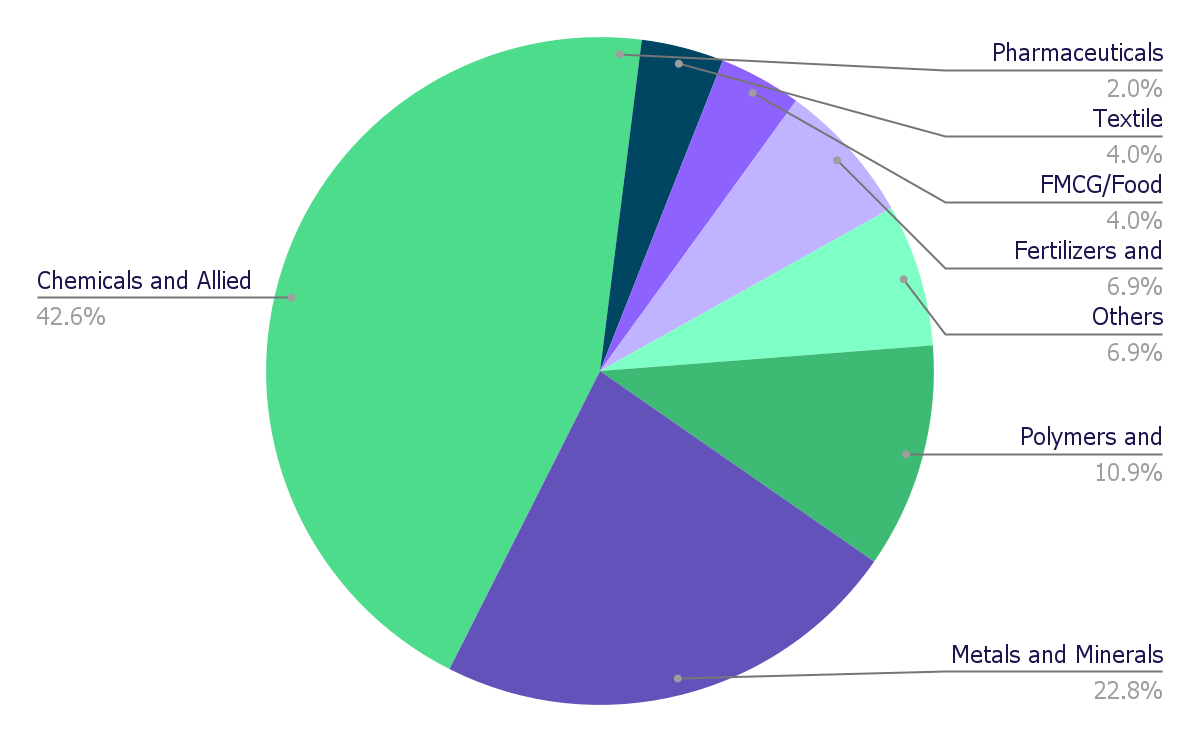 Pharmaceuticals
2.0%
Textile
4.0%
FMCG/Food
4.0%
Fertilizers and
6.9%
Others
6.9%
Chemicals and Allied
42.6%
Polymers and
10.9%
Metals and Minerals
22.8%